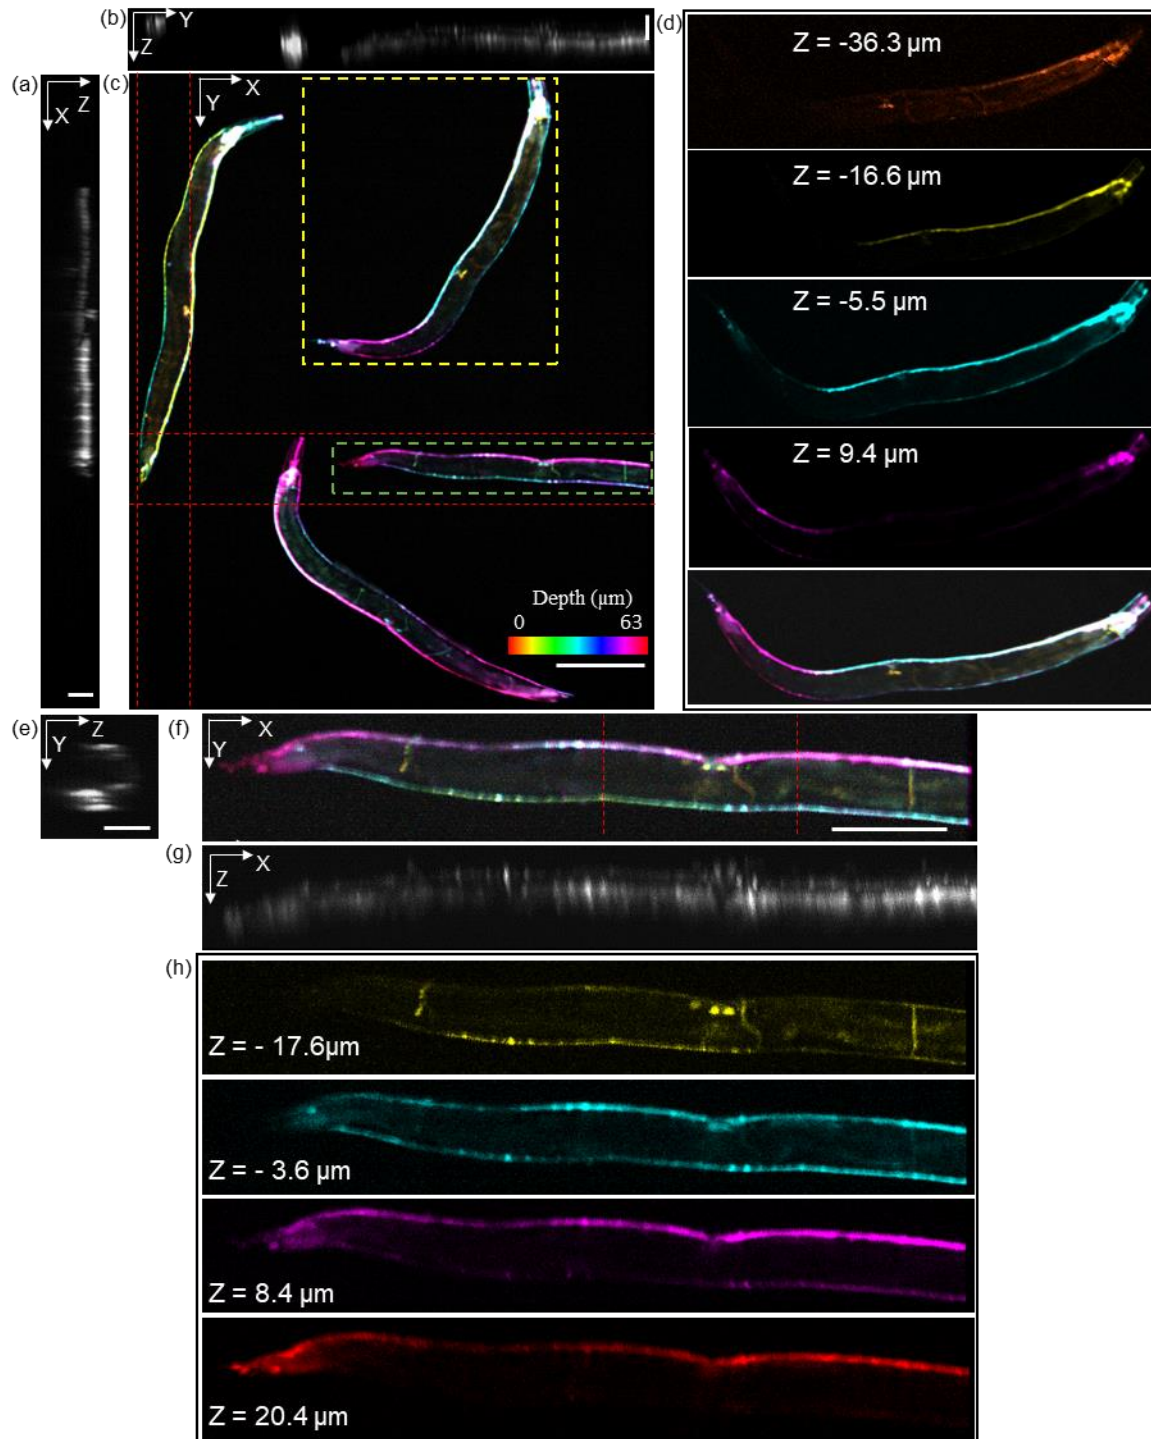 (b)
Y
Z
(d)
Z = -36.3 µm
(a)
Z
X
(c)
X
Y
Z = -16.6 µm
Z = -5.5 µm
Z = 9.4 µm
Depth (µm)
0 63
(e)
Z
Y
(f)
X
Y
(g)
X
Z
(h)
Z = - 17.6µm
Z = - 3.6 µm
Z = 8.4 µm
Z = 20.4 µm